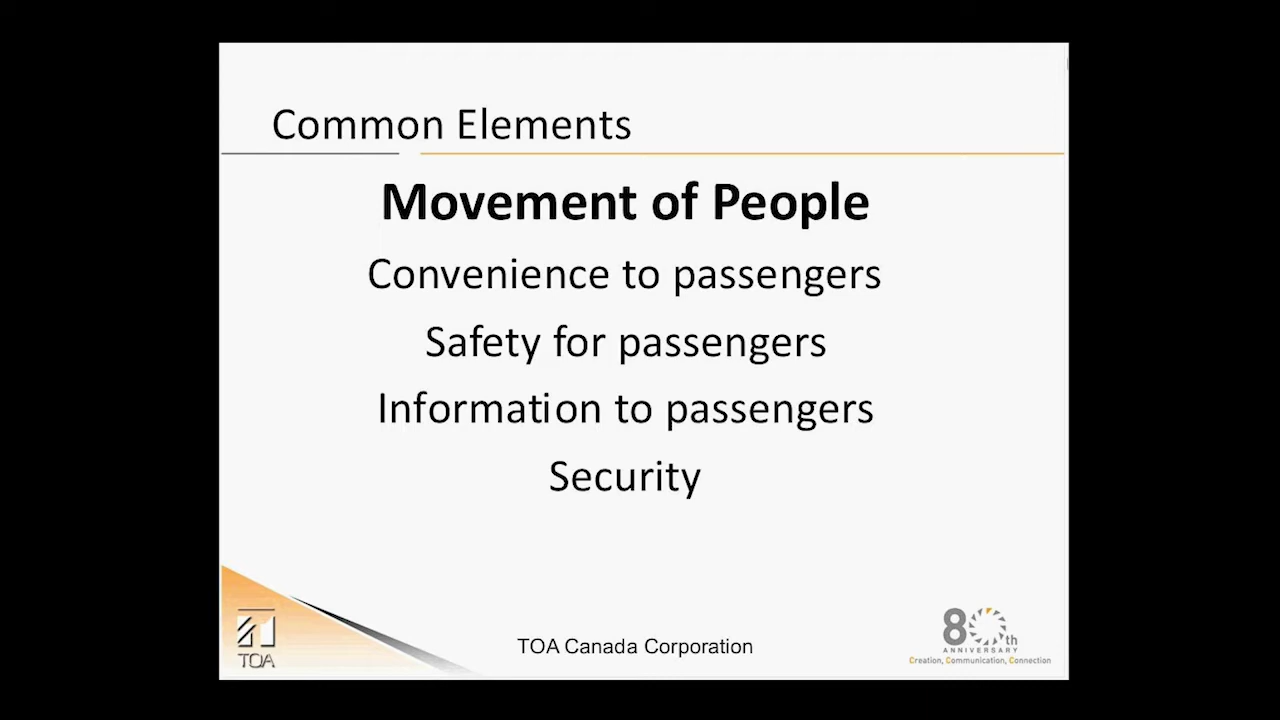 Common Elements
Movement of People
Convenience to passengers
Safety for passengers
Information to passengers
Security
TOA
TOA Canada Corporation
80th
ANNIVERSARY
Creation, Communication, Connection